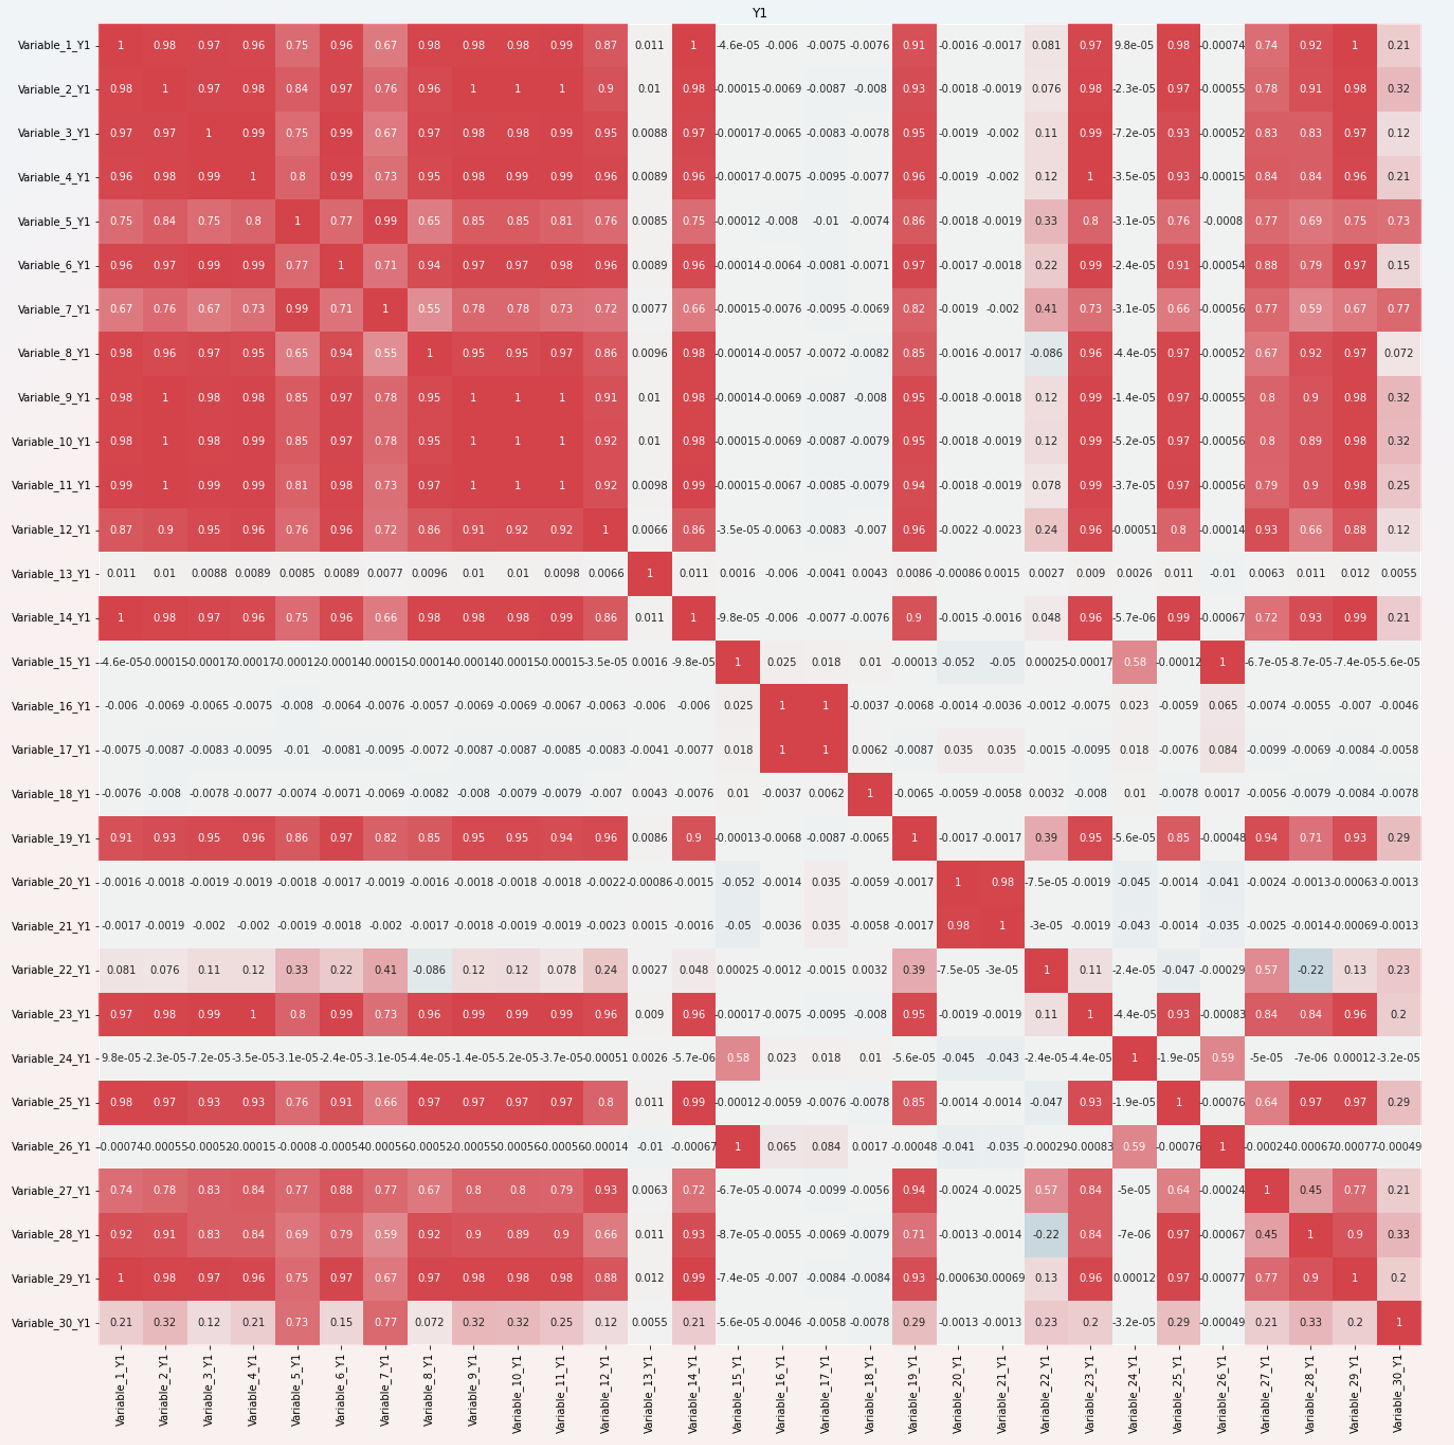 Y1
Variable_1_Y1 1 0.98 0.97 0.96 0.75 0.96 0.67 0.98 0.98 0.98 0.99 0.87 0.011 1 -4.6e-05 -0.006 -0.0075 -0.0076 0.91 -0.0016 -0.0017 0.081 0.97 9.8e-05 0.98 -0.00074 0.74 0.92 1 0.21
Variable_2_Y1 0.98 1 0.97 0.98 0.84 0.97 0.76 0.96 1 1 1 0.9 0.01 0.98 -0.00015 -0.0069 -0.0087 -0.008 0.93 -0.0018 -0.0019 0.076 0.98 -2.3e-05 0.97 -0.00055 0.78 0.91 0.98 0.32
Variable_3_Y1 0.97 0.97 1 0.99 0.75 0.99 0.67 0.97 0.98 0.98 0.99 0.95 0.0088 0.97 -0.00017 -0.0065 -0.0083 -0.0078 0.95 -0.0019 -0.002 0.11 0.99 -7.2e-05 0.93 -0.00052 0.83 0.83 0.97 0.12
Variable_4_Y1 0.96 0.98 0.99 1 0.8 0.99 0.73 0.95 0.98 0.99 0.99 0.96 0.0089 0.96 -0.00017 -0.0075 -0.0095 -0.0077 0.96 -0.0019 -0.002 0.12 1 -3.5e-05 0.93 -0.00015 0.84 0.84 0.96 0.21
Variable_5_Y1 0.75 0.84 0.75 0.8 1 0.77 0.99 0.65 0.85 0.85 0.81 0.76 0.0085 0.75 -0.00012 -0.008 -0.01 -0.0074 0.86 -0.0018 -0.0019 0.33 0.8 -3.1e-05 0.76 -0.0008 0.77 0.69 0.75 0.73
Variable_6_Y1 0.96 0.97 0.99 0.99 0.77 1 0.71 0.94 0.97 0.97 0.98 0.96 0.0089 0.96 -0.00014 -0.0064 -0.0081 -0.0071 0.97 -0.0017 -0.0018 0.22 0.99 -2.4e-05 0.91 -0.00054 0.88 0.79 0.97 0.15
Variable_7_Y1 0.67 0.76 0.67 0.73 0.99 0.71 1 0.55 0.78 0.78 0.73 0.72 0.0077 0.66 -0.00015 -0.0076 -0.0095 -0.0069 0.82 -0.0019 -0.002 0.41 0.73 -3.1e-05 0.66 -0.00056 0.77 0.59 0.67 0.77
Variable_8_Y1 0.98 0.96 0.97 0.95 0.65 0.94 0.55 1 0.95 0.95 0.97 0.86 0.0096 0.98 -0.00014 -0.0057 -0.0072 -0.0082 0.85 -0.0016 -0.0017 -0.086 0.96 -4.4e-05 0.97 -0.00052 0.67 0.92 0.97 0.072
Variable_9_Y1 0.98 1 0.98 0.98 0.85 0.97 0.78 0.95 1 1 1 0.91 0.01 0.98 -0.00014 -0.0069 -0.0087 -0.008 0.95 -0.0018 -0.0018 0.12 0.99 -1.4e-05 0.97 -0.00055 0.8 0.9 0.98 0.32
Variable_10_Y1 0.98 1 0.98 0.99 0.85 0.97 0.78 0.95 1 1 1 0.92 0.01 0.98 -0.00015 -0.0069 -0.0087 -0.0079 0.95 -0.0018 -0.0019 0.12 0.99 -5.2e-05 0.97 -0.00056 0.8 0.89 0.98 0.32
Variable_11_Y1 0.99 1 0.99 0.99 0.81 0.98 0.73 0.97 1 1 1 0.92 0.0098 0.99 -0.00015 -0.0067 -0.0085 -0.0079 0.94 -0.0018 -0.0019 0.078 0.99 -3.7e-05 0.97 -0.00056 0.79 0.9 0.98 0.25
Variable_12_Y1 0.87 0.9 0.95 0.96 0.76 0.96 0.72 0.86 0.91 0.92 0.92 1 0.0066 0.86 -3.5e-05 -0.0063 -0.0083 -0.007 0.96 -0.0022 -0.0023 0.24 0.96 -0.00051 0.8 -0.00014 0.93 0.66 0.88 0.12
Variable_13_Y1 0.011 0.01 0.0088 0.0089 0.0085 0.0089 0.0077 0.0096 0.01 0.01 0.0098 0.0066 1 0.011 0.0016 -0.006 -0.0041 0.0043 0.0086 -0.00086 0.0015 0.0027 0.009 0.0026 0.011 -0.01 0.0063 0.011 0.012 0.0055
Variable_14_Y1 1 0.98 0.97 0.96 0.75 0.96 0.66 0.98 0.98 0.98 0.99 0.86 0.011 1 -9.8e-05 -0.006 -0.0077 -0.0076 0.9 -0.0015 -0.0016 0.048 0.96 -5.7e-06 0.99 -0.00067 0.72 0.93 0.99 0.21
Variable_15_Y1 -4.6e-05 -0.00015 -0.00017 -0.00017 -0.00012 -0.00014 -0.00015 -0.00014 -0.00014 -0.00015 -0.00015 -3.5e-05 0.0016 -9.8e-05 1 0.025 0.018 0.01 -0.00013 -0.052 -0.05 0.00025 -0.00017 0.58 -0.00012 1 -6.7e-05 -8.7e-05 -7.4e-05 -5.6e-05
Variable_16_Y1 -0.006 -0.0069 -0.0065 -0.0075 -0.008 -0.0064 -0.0076 -0.0057 -0.0069 -0.0069 -0.0067 -0.0063 -0.006 -0.006 0.025 1 1 -0.0037 -0.0068 -0.0014 -0.0036 -0.0012 -0.0075 0.023 -0.0059 0.065 -0.0074 -0.0055 -0.007 -0.0046
Variable_17_Y1 -0.0075 -0.0087 -0.0083 -0.0095 -0.01 -0.0081 -0.0095 -0.0072 -0.0087 -0.0087 -0.0085 -0.0083 -0.0041 -0.0077 0.018 1 1 0.0062 -0.0087 0.035 0.035 -0.0015 -0.0095 0.018 -0.0076 0.084 -0.0099 -0.0069 -0.0084 -0.0058
Variable_18_Y1 -0.0076 -0.008 -0.0078 -0.0077 -0.0074 -0.0071 -0.0069 -0.0082 -0.008 -0.0079 -0.0079 -0.007 0.0043 -0.0076 0.01 -0.0037 0.0062 1 -0.0065 -0.0059 -0.0058 0.0032 -0.008 0.01 -0.0078 0.0017 -0.0056 -0.0079 -0.0084 -0.0078
Variable_19_Y1 0.91 0.93 0.95 0.96 0.86 0.97 0.82 0.85 0.95 0.95 0.94 0.96 0.0086 0.9 -0.00013 -0.0068 -0.0087 -0.0065 1 -0.0017 -0.0017 0.39 0.95 -5.6e-05 0.85 -0.00048 0.94 0.71 0.93 0.29
Variable_20_Y1 -0.0016 -0.0018 -0.0019 -0.0019 -0.0018 -0.0017 -0.0019 -0.0016 -0.0018 -0.0018 -0.0018 -0.0022 -0.00086 -0.0015 -0.052 -0.0014 0.035 -0.0059 -0.0017 1 0.98 -7.5e-05 -0.0019 -0.045 -0.0014 -0.041 -0.0024 -0.0013 -0.00063 -0.0013
Variable_21_Y1 -0.0017 -0.0019 -0.002 -0.002 -0.0019 -0.0018 -0.002 -0.0017 -0.0018 -0.0019 -0.0019 -0.0023 0.0015 -0.0016 -0.05 -0.0036 0.035 -0.0058 -0.0017 0.98 1 -3e-05 -0.0019 -0.043 -0.0014 -0.035 -0.0025 -0.0014 -0.00069 -0.0013
Variable_22_Y1 0.081 0.076 0.11 0.12 0.33 0.22 0.41 -0.086 0.12 0.12 0.078 0.24 0.0027 0.048 0.00025 -0.0012 -0.0015 0.0032 0.39 -7.5e-05 -3e-05 1 0.11 -2.4e-05 -0.047 -0.00029 0.57 -0.22 0.13 0.23
Variable_23_Y1 0.97 0.98 0.99 1 0.8 0.99 0.73 0.96 0.99 0.99 0.99 0.96 0.009 0.96 -0.00017 -0.0075 -0.0095 -0.008 0.95 -0.0019 -0.0019 0.11 1 -4.4e-05 0.93 -0.00083 0.84 0.84 0.96 0.2
Variable_24_Y1 9.8e-05 -2.3e-05 -7.2e-05 -3.5e-05 -3.1e-05 -2.4e-05 -3.1e-05 -4.4e-05 -1.4e-05 -5.2e-05 -3.7e-05 -0.00051 0.0026 -5.7e-06 0.58 0.023 0.018 0.01 -5.6e-05 -0.045 -0.043 -2.4e-05 -4.4e-05 1 -1.9e-05 0.59 -5e-05 -7e-06 0.00012 -3.2e-05
Variable_25_Y1 0.98 0.97 0.93 0.93 0.76 0.91 0.66 0.97 0.97 0.97 0.97 0.8 0.011 0.99 -0.00012 -0.0059 -0.0076 -0.0078 0.85 -0.0014 -0.0014 -0.047 0.93 -1.9e-05 1 -0.00076 0.64 0.97 0.97 0.29
Variable_26_Y1 -0.00074 -0.00055 -0.00052 -0.00015 -0.0008 -0.00054 -0.00056 -0.00052 -0.00055 -0.00056 -0.00056 -0.00014 -0.01 -0.00067 1 0.065 0.084 0.0017 -0.00048 -0.041 -0.035 -0.00029 -0.00083 0.59 -0.00076 1 -0.00024 -0.00067 -0.00077 -0.00049
Variable_27_Y1 0.74 0.78 0.83 0.84 0.77 0.88 0.77 0.67 0.8 0.8 0.79 0.93 0.0063 0.72 -6.7e-05 -0.0074 -0.0099 -0.0056 0.94 -0.0024 -0.0025 0.57 0.84 -5e-05 0.64 -0.00024 1 0.45 0.77 0.21
Variable_28_Y1 0.92 0.91 0.83 0.84 0.69 0.79 0.59 0.92 0.9 0.89 0.9 0.66 0.011 0.93 -8.7e-05 -0.0055 -0.0069 -0.0079 0.71 -0.0013 -0.0014 -0.22 0.84 -7e-06 0.97 -0.00067 0.45 1 0.9 0.33
Variable_29_Y1 1 0.98 0.97 0.96 0.75 0.97 0.67 0.97 0.98 0.98 0.98 0.88 0.012 0.99 -7.4e-05 -0.007 -0.0084 -0.0084 0.93 -0.00063 -0.00069 0.13 0.96 0.00012 0.97 -0.00077 0.77 0.9 1 0.2
Variable_30_Y1 0.21 0.32 0.12 0.21 0.73 0.15 0.77 0.072 0.32 0.32 0.25 0.12 0.0055 0.21 -5.6e-05 -0.0046 -0.0058 -0.0078 0.29 -0.0013 -0.0013 0.23 0.2 -3.2e-05 0.29 -0.00049 0.21 0.33 0.2 1
Variable_1_Y1
Variable_2_Y1
Variable_3_Y1
Variable_4_Y1
Variable_5_Y1
Variable_6_Y1
Variable_7_Y1
Variable_8_Y1
Variable_9_Y1
Variable_10_Y1
Variable_11_Y1
Variable_12_Y1
Variable_13_Y1
Variable_14_Y1
Variable_15_Y1
Variable_16_Y1
Variable_17_Y1
Variable_18_Y1
Variable_19_Y1
Variable_20_Y1
Variable_21_Y1
Variable_22_Y1
Variable_23_Y1
Variable_24_Y1
Variable_25_Y1
Variable_26_Y1
Variable_27_Y1
Variable_28_Y1
Variable_29_Y1
Variable_30_Y1